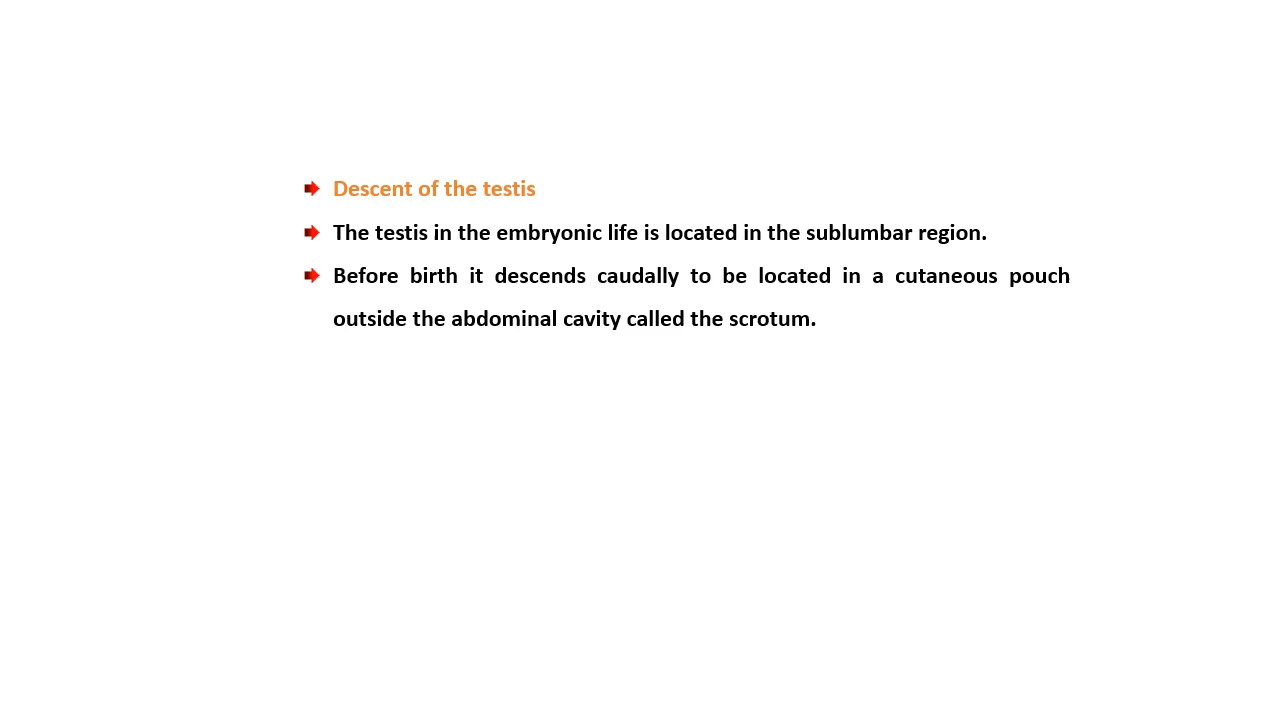 Descent of the testis
The testis in the embryonic life is located in the sublumbar region.
Before birth it descends caudally to be located in a cutaneous pouch
outside the abdominal cavity called the scrotum.